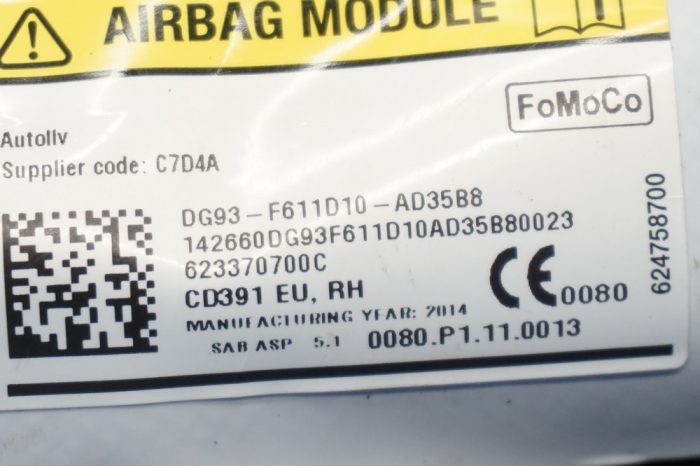 AIRBAG MODULE
FoMoCo
Autoliv
Supplier code: C7D4A
DG93-F611D10-AD35B8
142660DG93F611D10AD35B80023
623370700C
CD391 EU, RH
CE 0080
MANUFACTURING YEAR: 2014
SAB ASP 5.1 0080.P1.11.0013
624758700